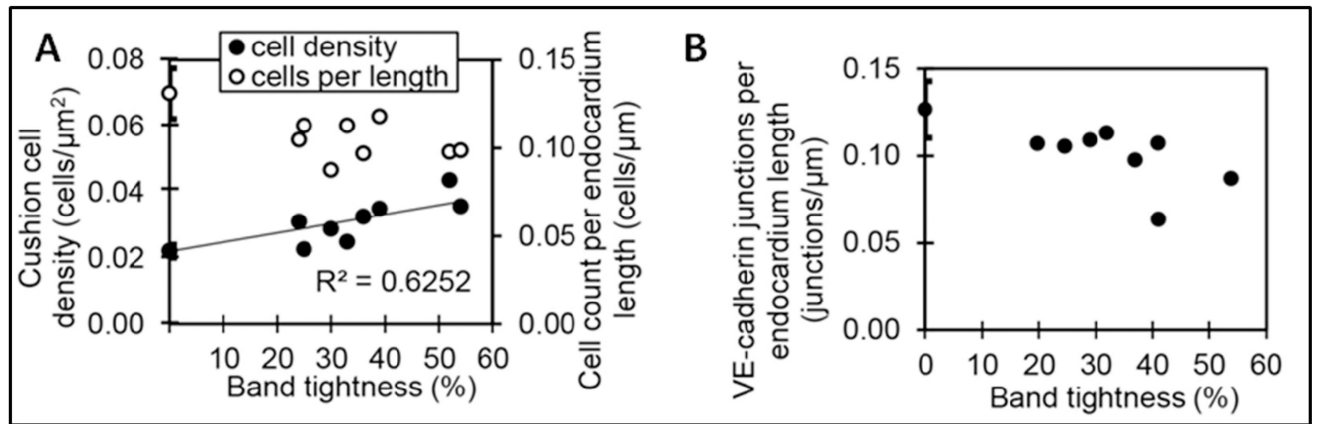 A
cell density
cells per length
Cushion cell
density (cells/µm²)
0.08
0.06
0.04
0.02
0.00
0.15
0.10
0.05
0.00
Cell count per endocardium
length (cells/µm)
R² = 0.6252
10 20 30 40 50 60
Band tightness (%)
B
VE-cadherin junctions per
endocardium length
(junctions/µm)
0.15
0.10
0.05
0.00
0 10 20 30 40 50 60
Band tightness (%)